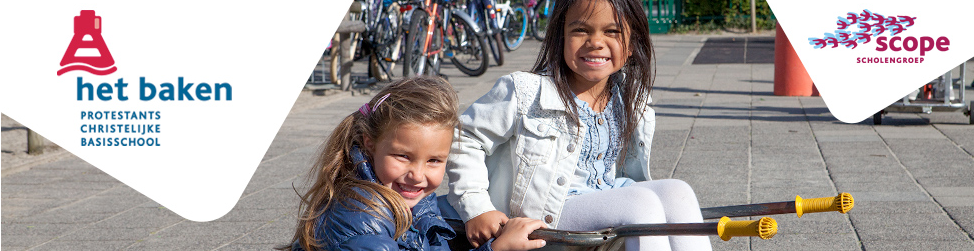 het baken
PROTESTANTS
CHRISTELIJKE
BASISSCHOOL
scope
SCHOLENGROEP